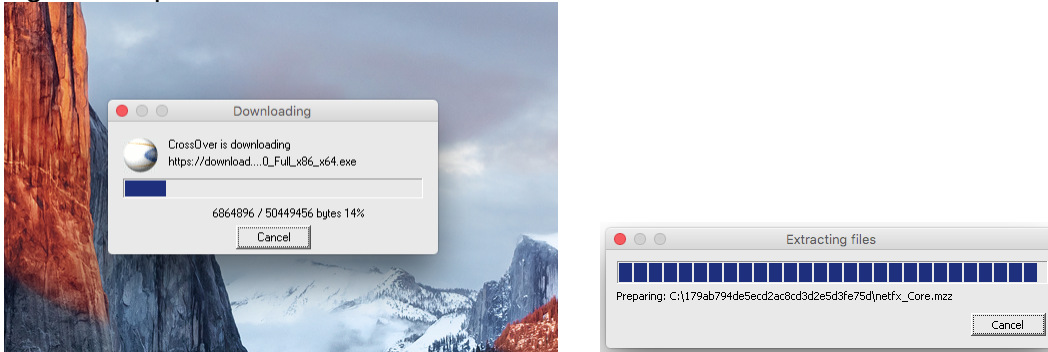 Downloading
CrossOver is downloading
https://download....0_Full_x86_x64.exe
6864896 / 50449456 bytes 14%
Cancel
Extracting files
Preparing: C:\179ab794de5ecd2ac8cd3d2e5d3fe75d\netfx_Core.mzz
Cancel